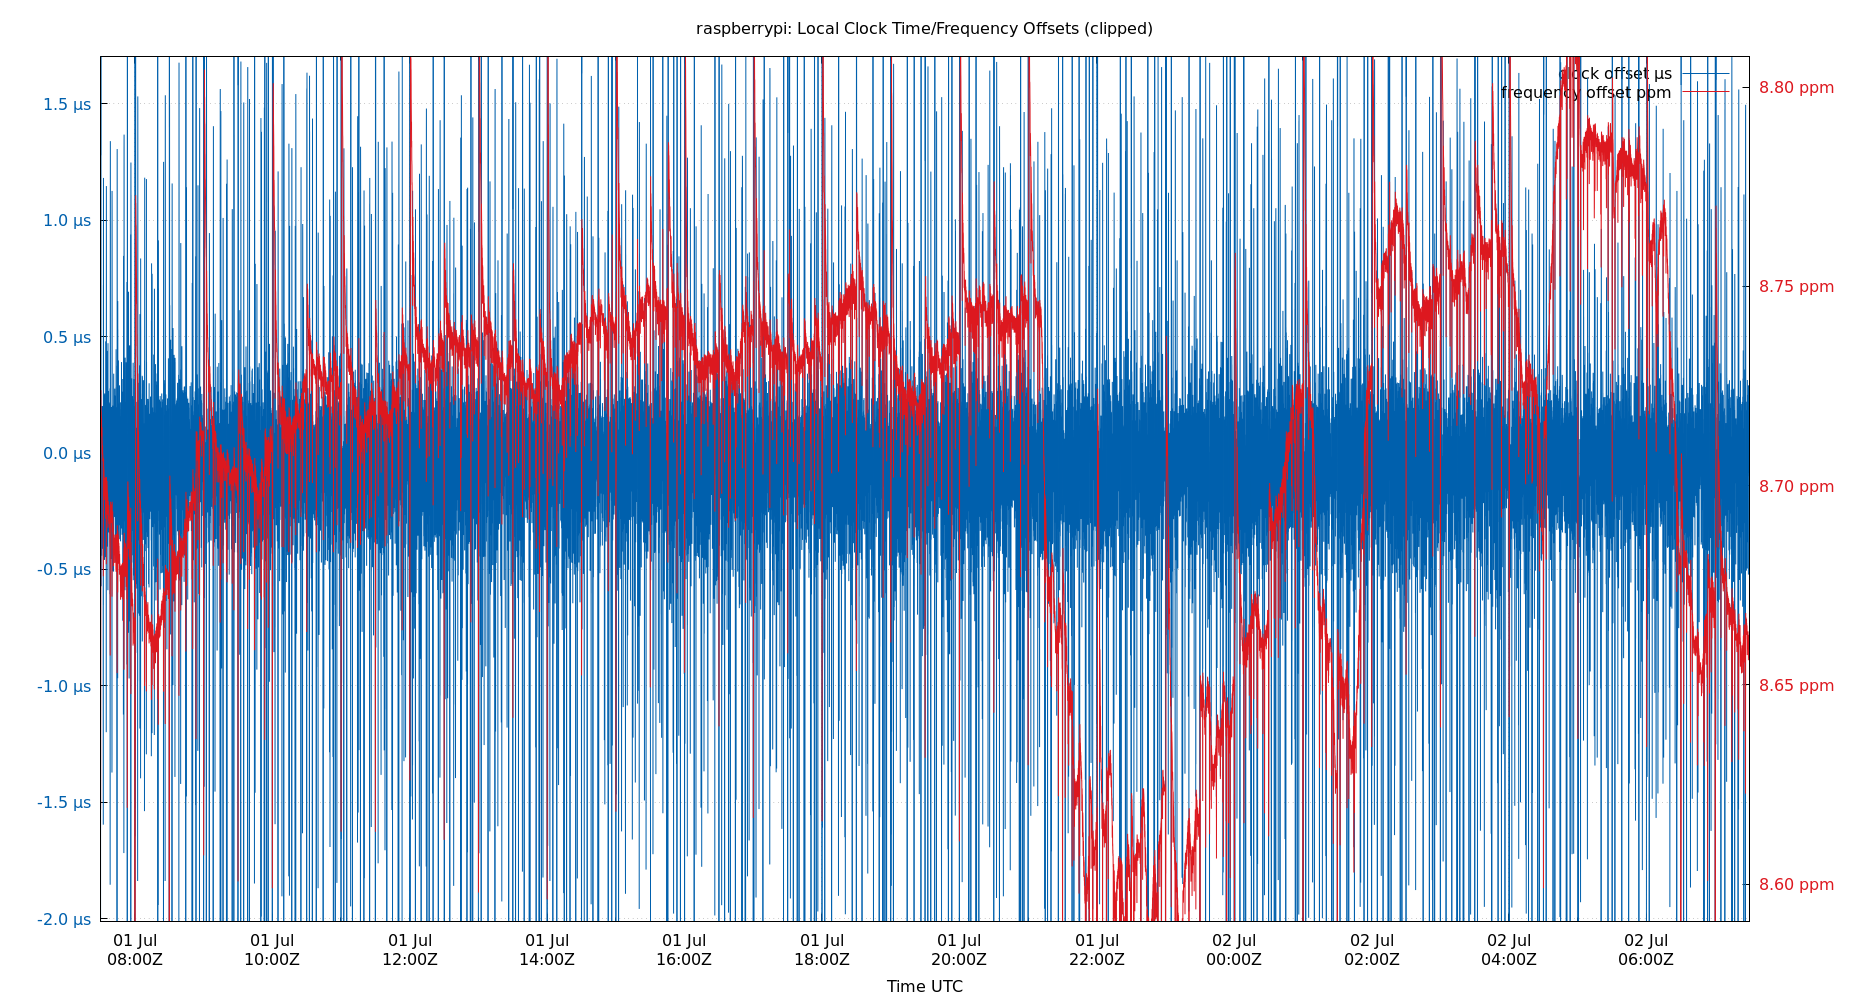 raspberrypi: Local Clock Time/Frequency Offsets (clipped)
clock offset µs
frequency offset ppm
1.5 µs
1.0 µs
0.5 µs
0.0 µs
-0.5 µs
-1.0 µs
-1.5 µs
-2.0 µs
8.80 ppm
8.75 ppm
8.70 ppm
8.65 ppm
8.60 ppm
01 Jul 01 Jul 01 Jul 01 Jul 01 Jul 01 Jul 01 Jul 01 Jul 02 Jul 02 Jul 02 Jul 02 Jul
08:00Z 10:00Z 12:00Z 14:00Z 16:00Z 18:00Z 20:00Z 22:00Z 00:00Z 02:00Z 04:00Z 06:00Z
Time UTC